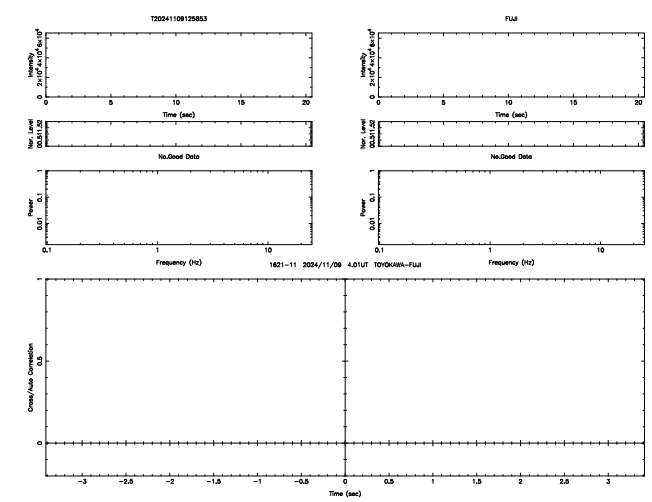 T20241109125853 FUJI
Intensity 0 2×10⁴ 4×10⁴ 6×10⁴ Intensity 0 2×10⁴ 4×10⁴ 6×10⁴
0 5 10 15 20 0 5 10 15 20
Time (sec) Time (sec)
Nor. Level 00.511.52 Nor. Level 00.511.52
No.Good Data No.Good Data
Power 0.01 0.1 1 Power 0.01 0.1 1
0.1 1 10 0.1 1 10
Frequency (Hz) Frequency (Hz)
1621-11 2024/11/09 4.01UT TOYOKAWA-FUJI
Cross/Auto Correlation 0 0.5 1
-3 -2.5 -2 -1.5 -1 -0.5 0 0.5 1 1.5 2 2.5 3
Time (sec)